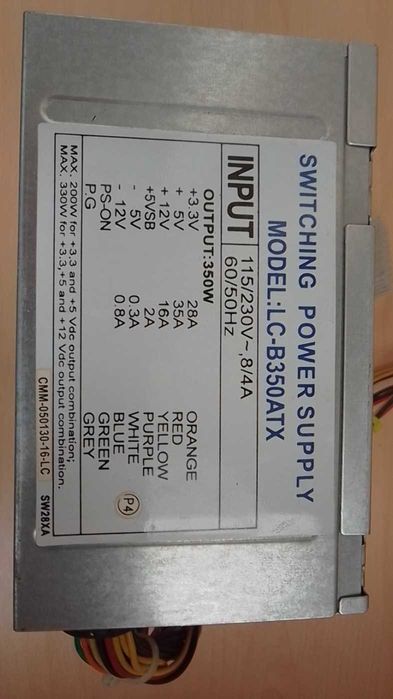 SWITCHING POWER SUPPLY
MODEL:LC-B350ATX
INPUT 115/230V~,8/4A
60/50Hz
OUTPUT:350W
+3.3V 28A ORANGE
+ 5V 35A RED
+ 12V 16A YELLOW
+5VSB 2A PURPLE
- 5V 0.3A WHITE
- 12V 0.8A BLUE
PS-ON GREEN
P.G GREY
P4
MAX. 200W for +3.3 and +5 Vdc output combination;
MAX. 330W for +3.3,+5 and +12 Vdc output combination.
CMM-050130-16-LC SW28XA